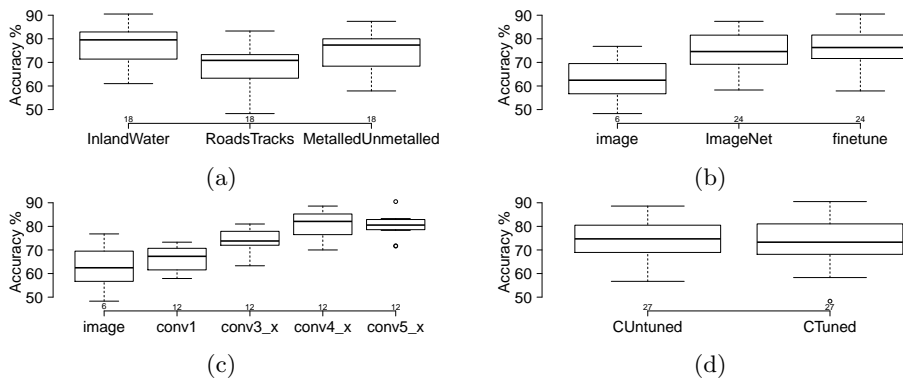 Accuracy %
90
80
70
60
50
18
18
18
InlandWater
RoadsTracks
MetalledUnmetalled
(a)
Accuracy %
90
80
70
60
50
6
24
24
image
ImageNet
finetune
(b)
Accuracy %
90
80
70
60
50
6
12
12
12
12
image
conv1
conv3_x
conv4_x
conv5_x
(c)
Accuracy %
90
80
70
60
50
27
27
CUntuned
CTuned
(d)